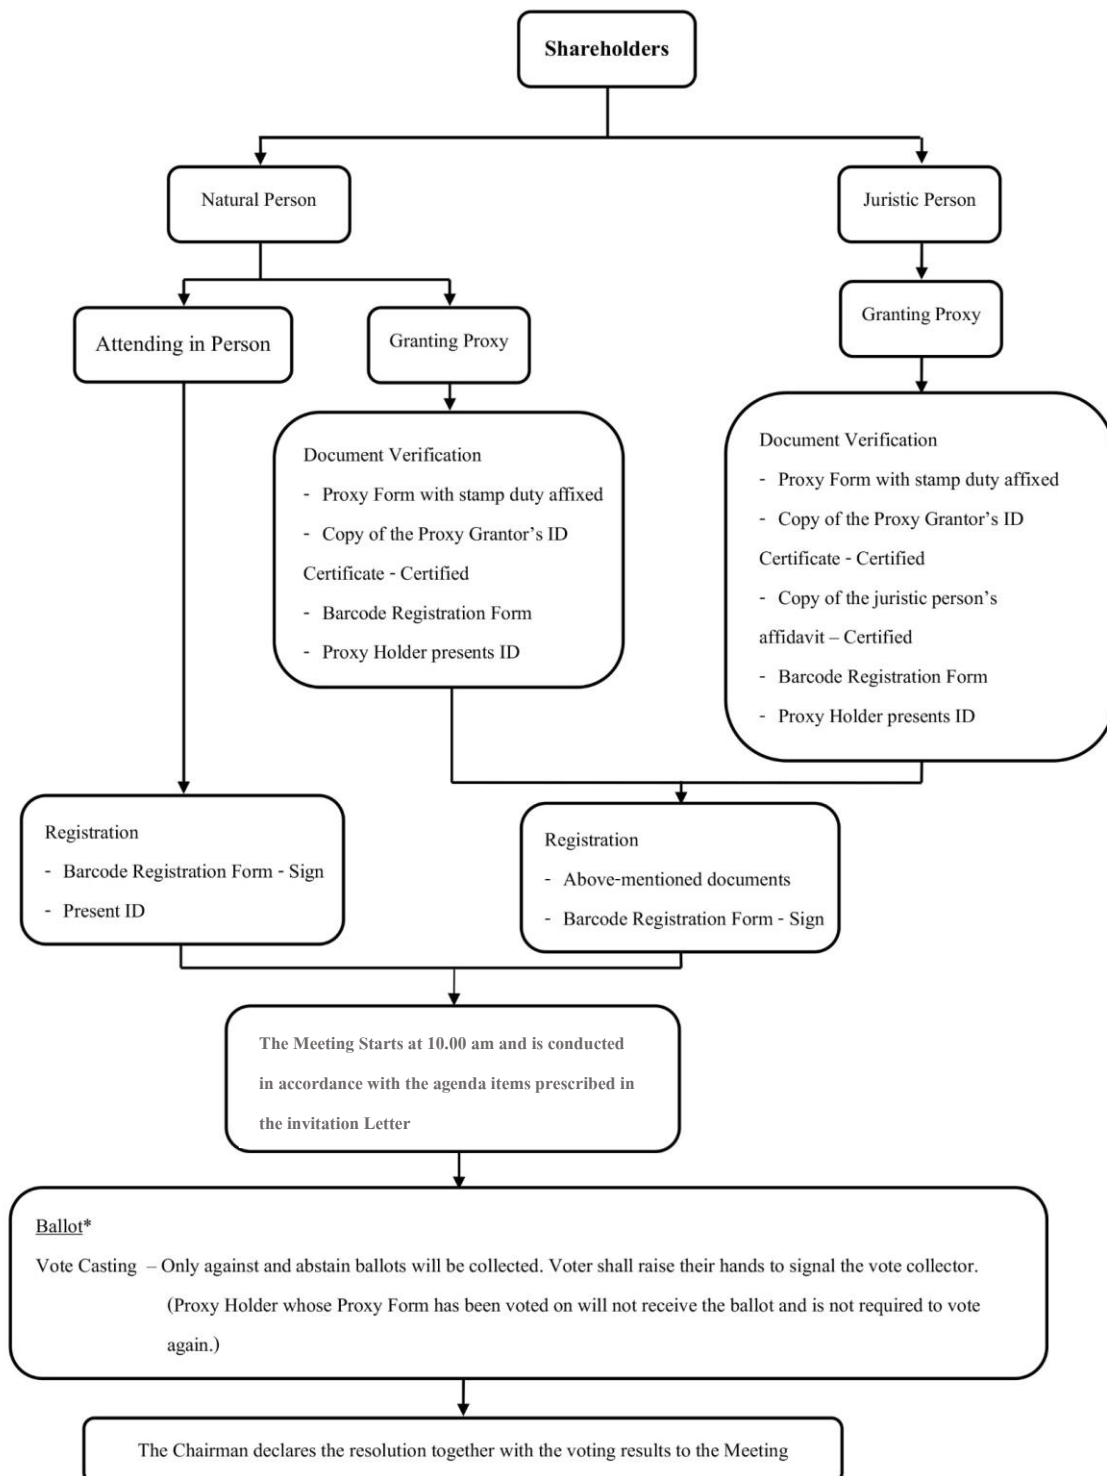 Shareholders
Natural Person
Juristic Person
Attending in Person
Granting Proxy
Granting Proxy
Document Verification
- Proxy Form with stamp duty affixed
- Copy of the Proxy Grantor’s ID
Certificate - Certified
- Barcode Registration Form
- Proxy Holder presents ID
Document Verification
- Proxy Form with stamp duty affixed
- Copy of the Proxy Grantor’s ID
Certificate - Certified
- Copy of the juristic person’s
affidavit – Certified
- Barcode Registration Form
- Proxy Holder presents ID
Registration
- Barcode Registration Form - Sign
- Present ID
Registration
- Above-mentioned documents
- Barcode Registration Form - Sign
The Meeting Starts at 10.00 am and is conducted
in accordance with the agenda items prescribed in
the invitation Letter
Ballot*
Vote Casting – Only against and abstain ballots will be collected. Voter shall raise their hands to signal the vote collector.
(Proxy Holder whose Proxy Form has been voted on will not receive the ballot and is not required to vote
again.)
The Chairman declares the resolution together with the voting results to the Meeting